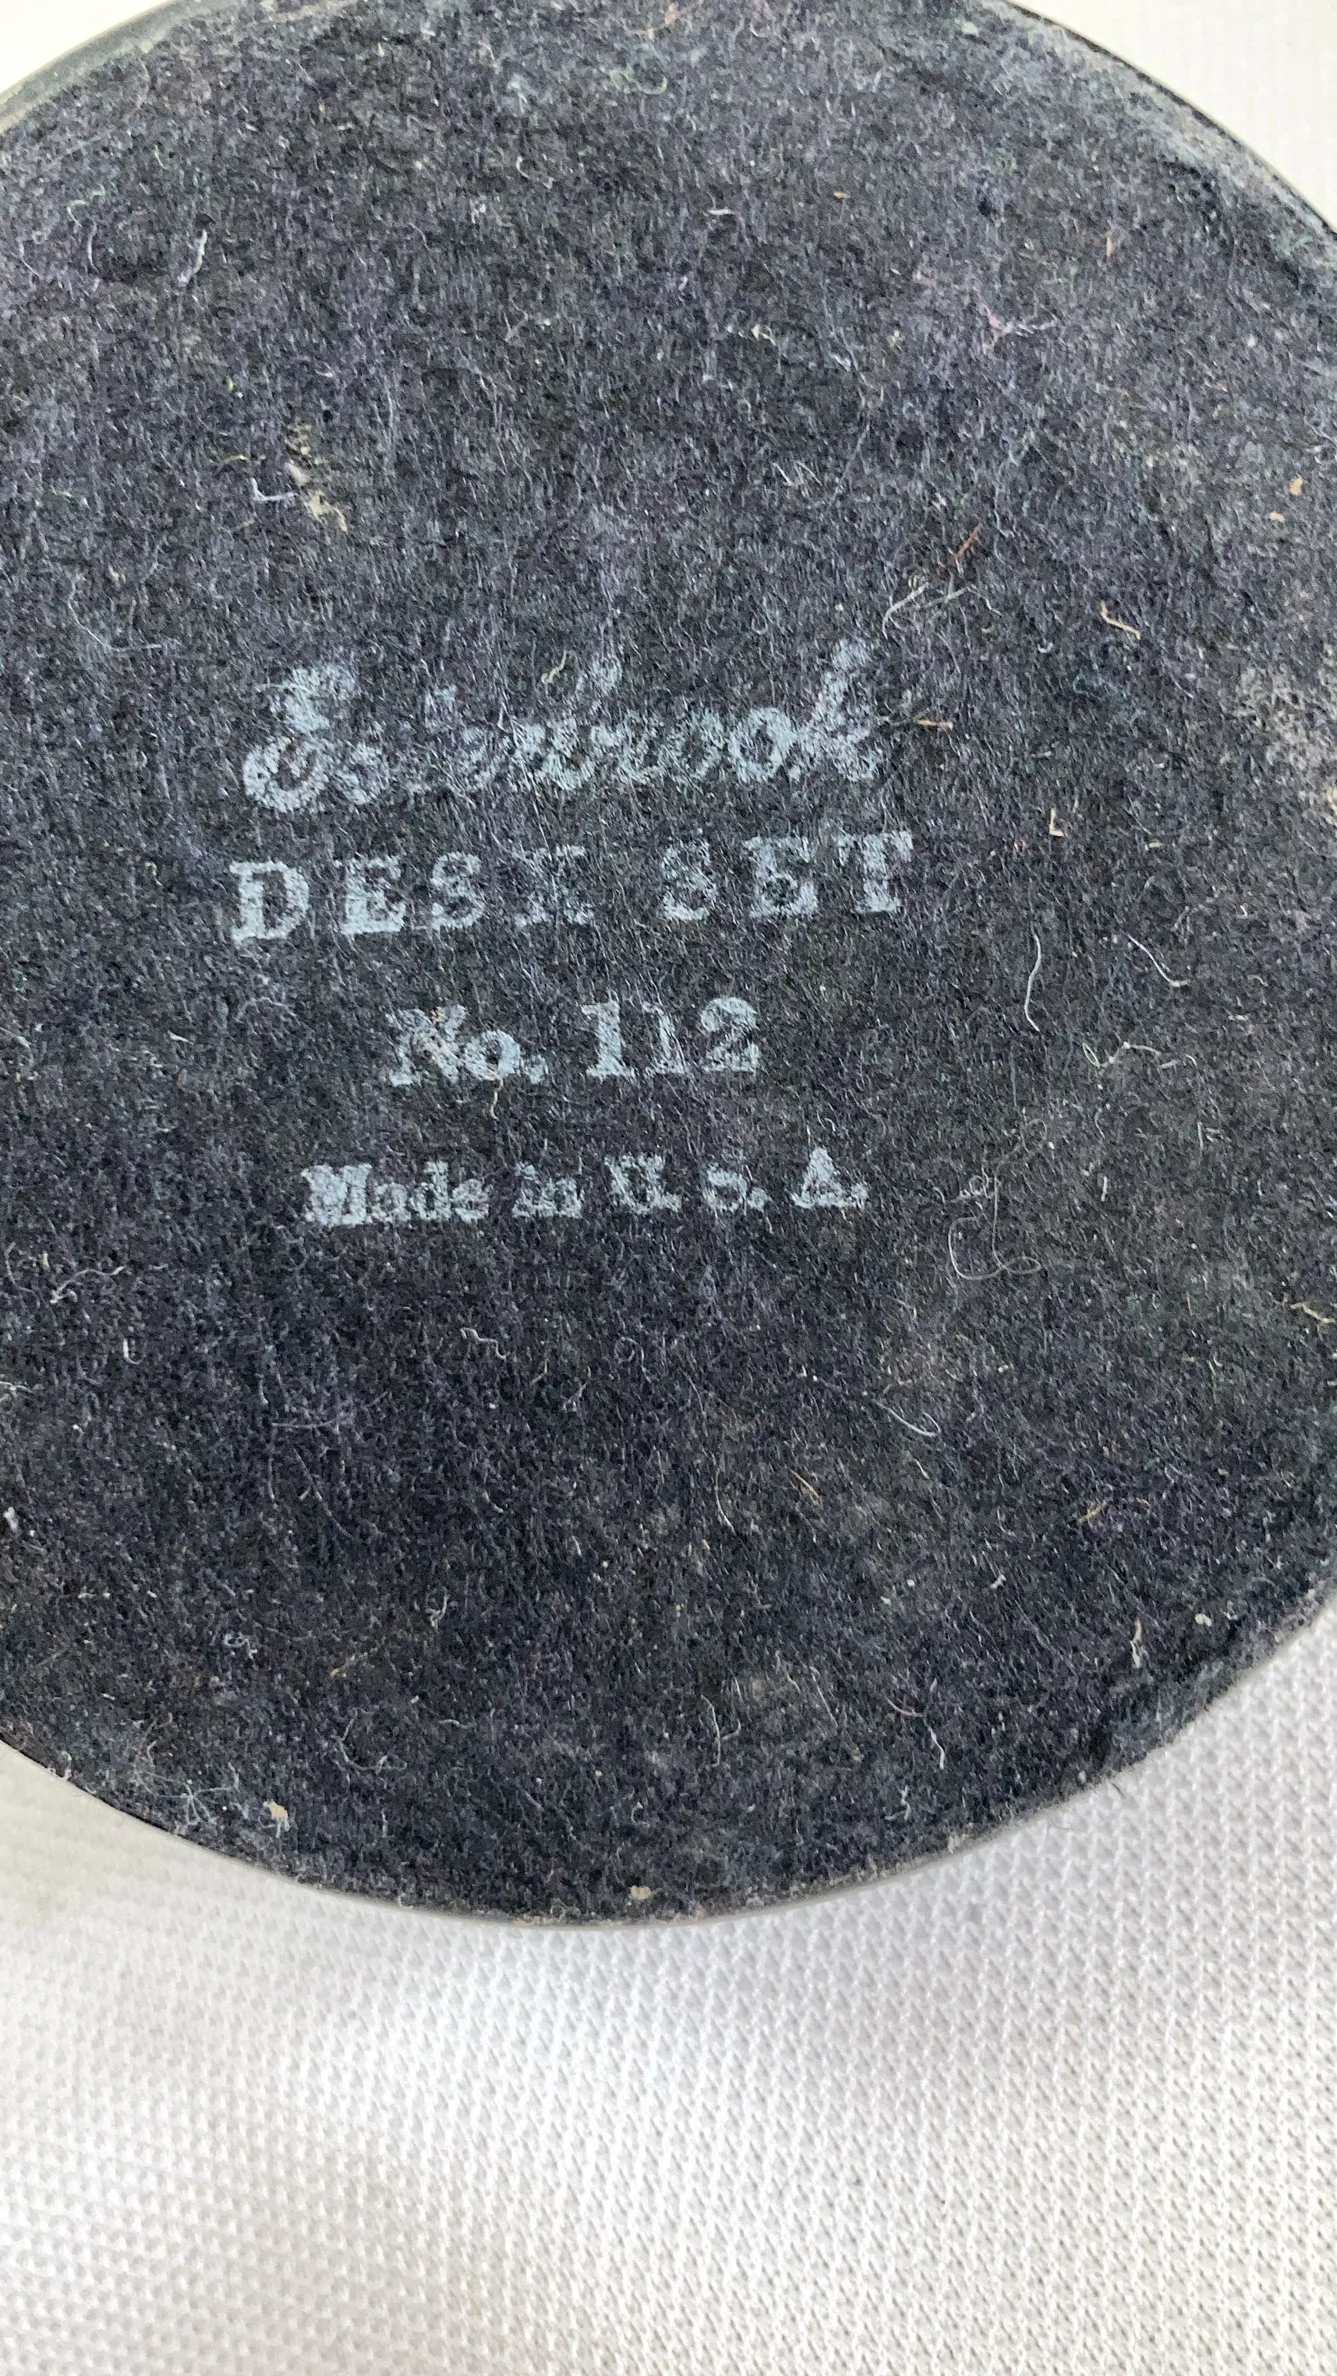 Esterbrook
DESK SET
No. 112
Made in U. S. A.